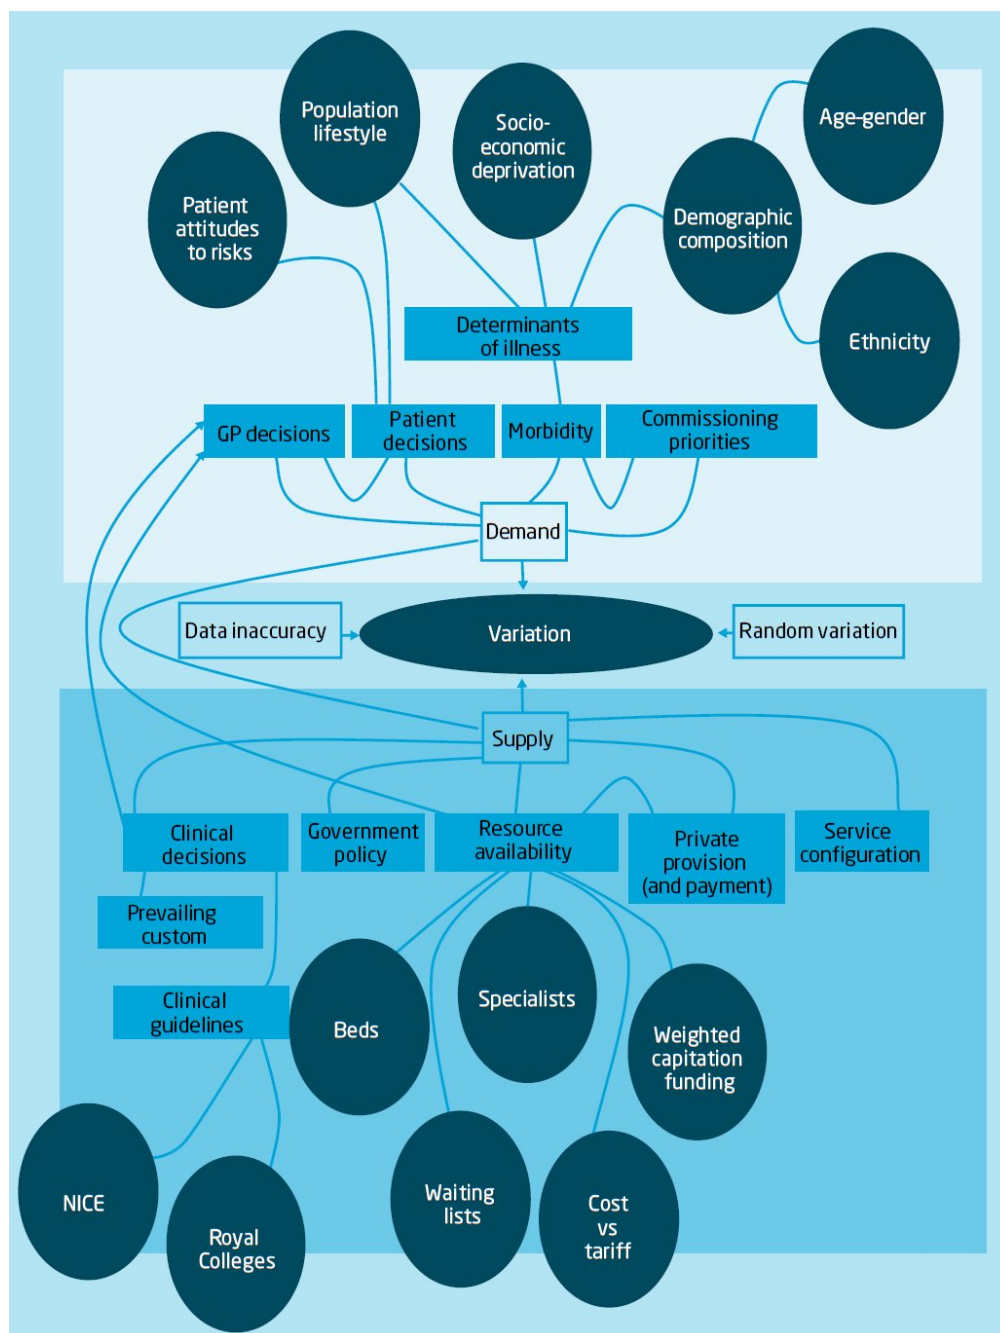 Population
lifestyle
Socio-
economic
deprivation
Age-gender
Patient
attitudes
to risks
Demographic
composition
Ethnicity
Determinants
of illness
GP decisions
Patient
decisions
Morbidity
Commissioning
priorities
Demand
Data inaccuracy
Variation
Random variation
Supply
Clinical
decisions
Government
policy
Resource
availability
Private
provision
(and payment)
Service
configuration
Prevailing
custom
Clinical
guidelines
Beds
Specialists
Weighted
capitation
funding
NICE
Royal
Colleges
Waiting
lists
Cost
vs
tariff